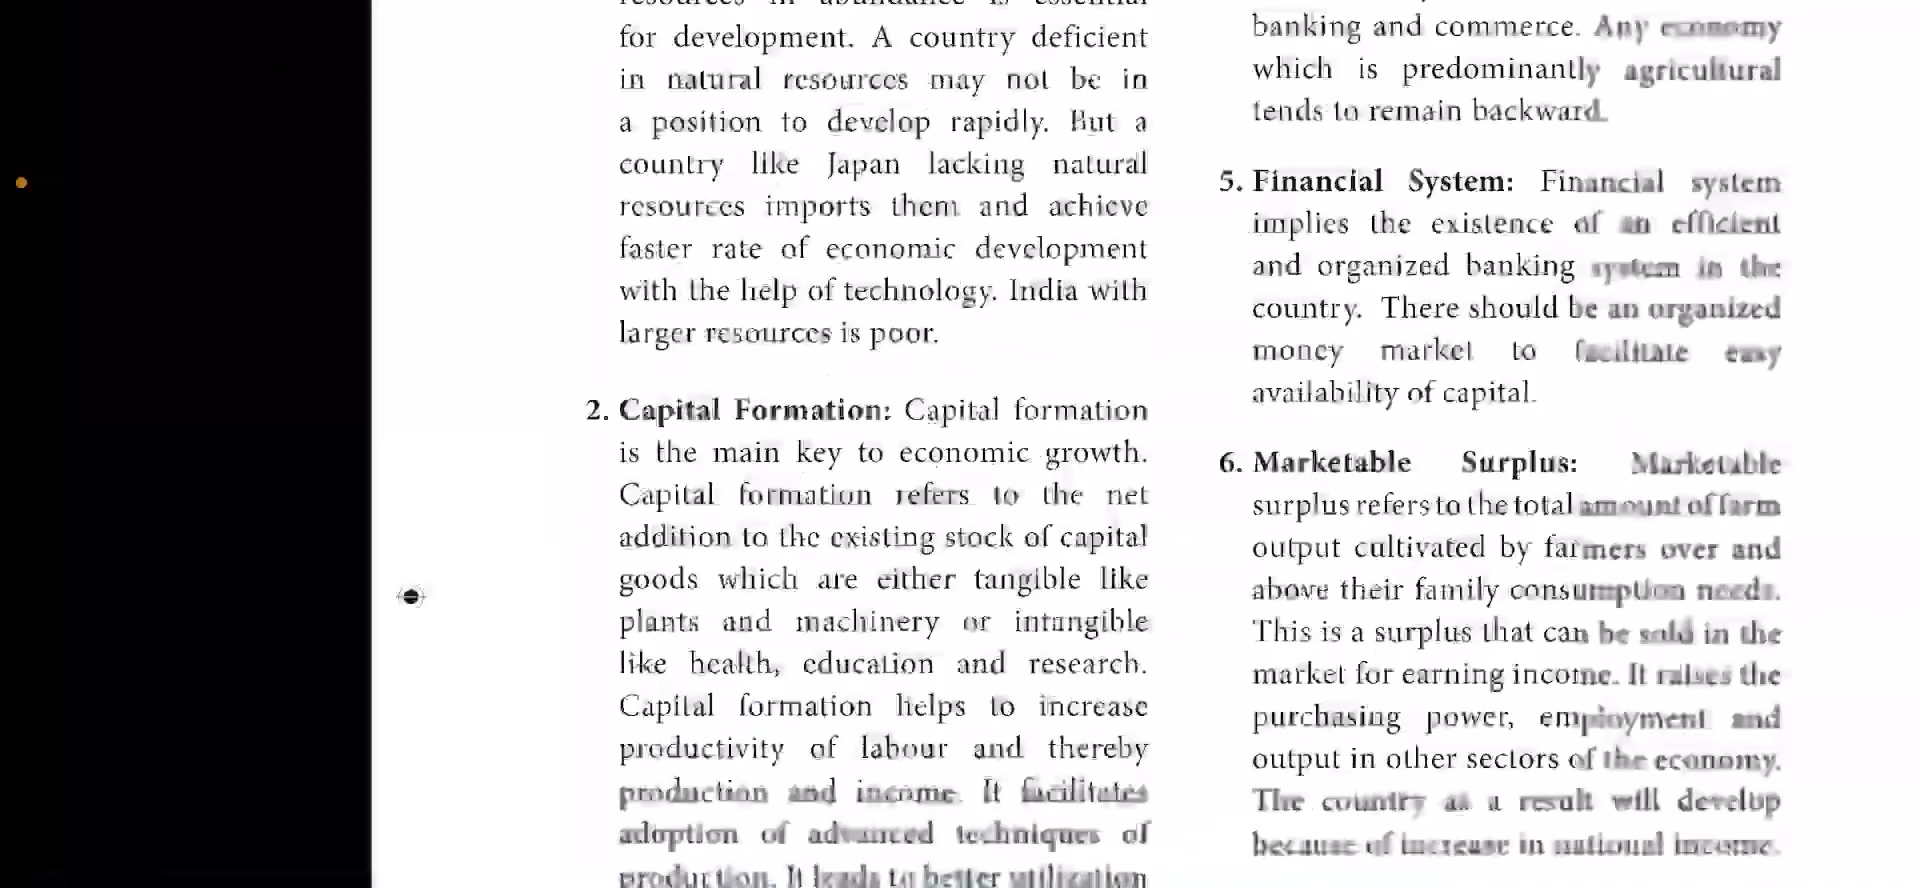 resources in abundance is essential
for development. A country deficient
in natural resources may not be in
a position to develop rapidly. But a
country like Japan lacking natural
resources imports them and achieve
faster rate of economic development
with the help of technology. India with
larger resources is poor.
2. Capital Formation: Capital formation
is the main key to economic growth.
Capital formation refers to the net
addition to the existing stock of capital
goods which are either tangible like
plants and machinery or intangible
like health, education and research.
Capital formation helps to increase
productivity of labour and thereby
production and income. It facilitates
adoption of advanced techniques of
production. It leads to better utilization
banking and commerce. Any economy
which is predominantly agricultural
tends to remain backward.
5. Financial System: Financial system
implies the existence of an efficient
and organized banking system in the
country. There should be an organized
money market to facilitate easy
availability of capital.
6. Marketable Surplus: Marketable
surplus refers to the total amount of farm
output cultivated by farmers over and
above their family consumption needs.
This is a surplus that can be sold in the
market for earning income. It raises the
purchasing power, employment and
output in other sectors of the economy.
The country as a result will develop
because of increase in national income.